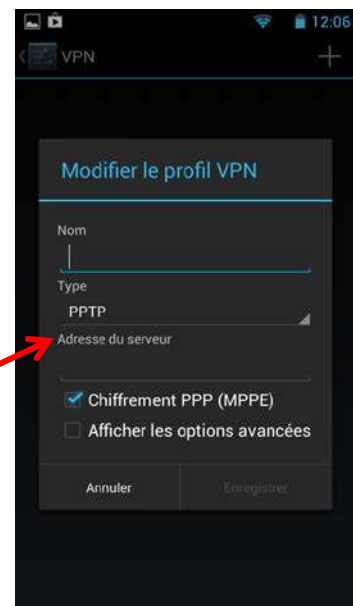 12:06
VPN
Modifier le profil VPN
Nom
Type
PPTP
Adresse du serveur
Chiffrement PPP (MPPE)
Afficher les options avancées
Annuler Enregistrer